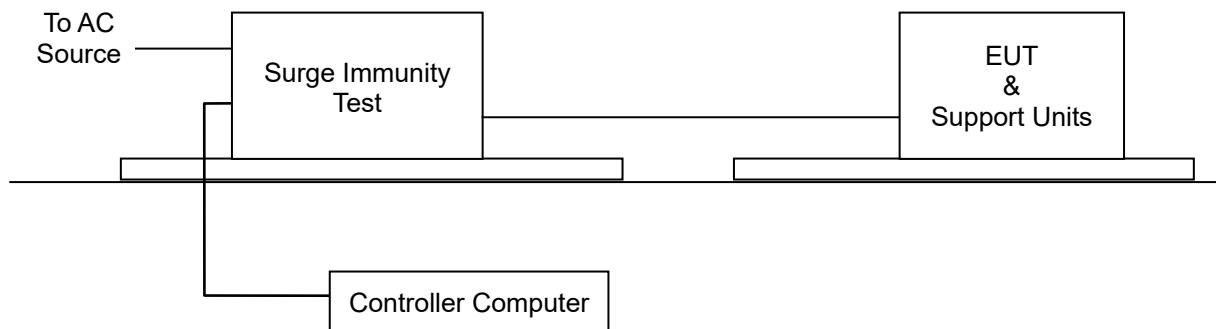 To AC
Source
Surge Immunity
Test
EUT
&
Support Units
Controller Computer